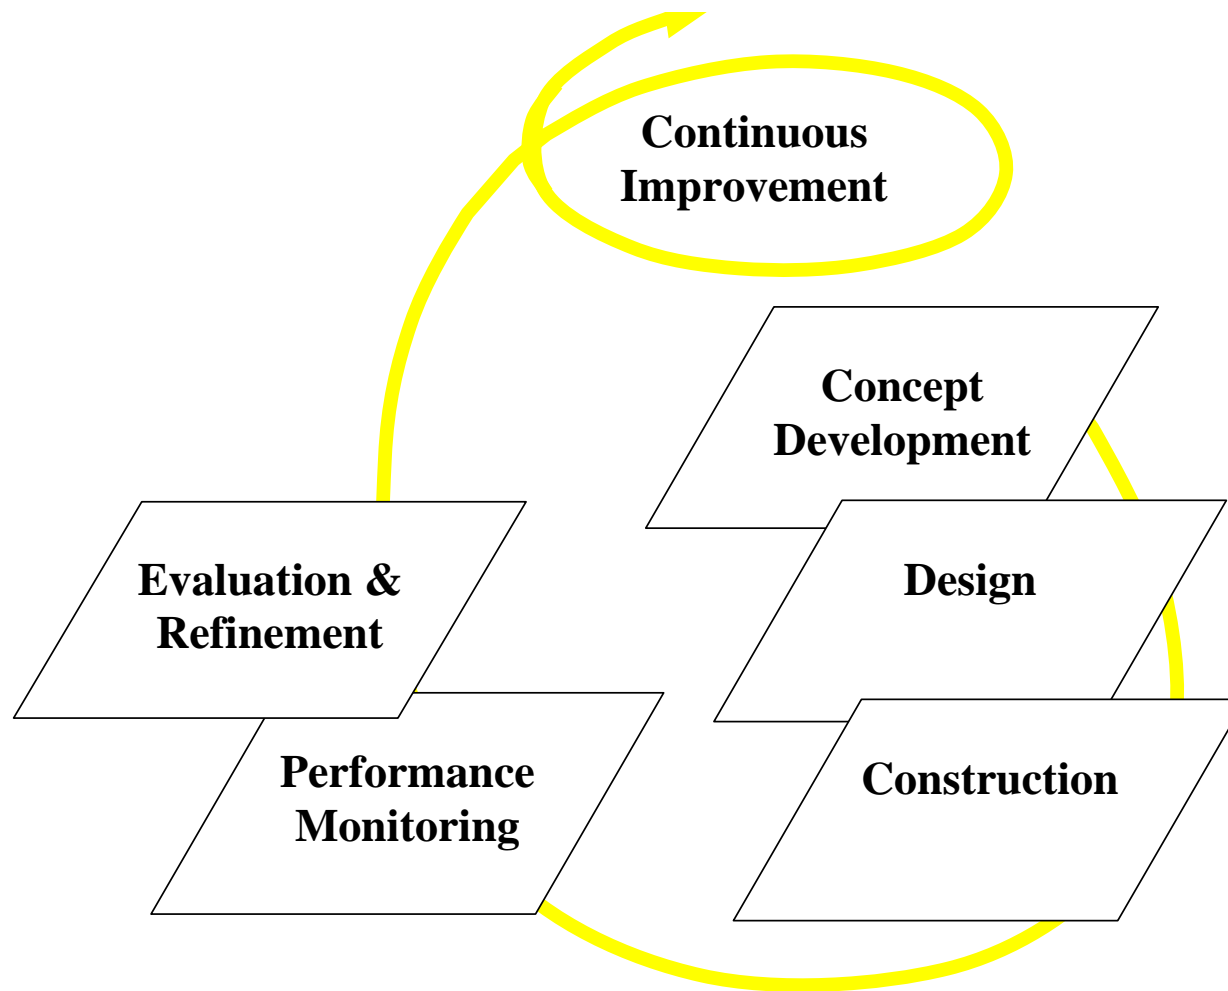 Continuous
Improvement
Concept
Development
Design
Construction
Performance
Monitoring
Evaluation &
Refinement